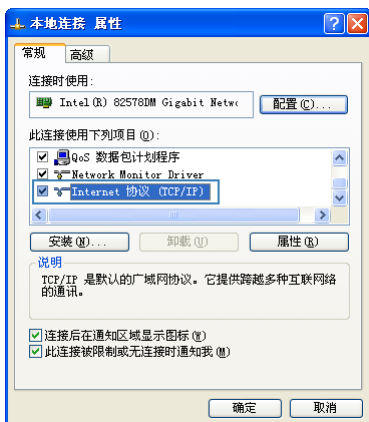 本地连接 属性
常规 高级
连接时使用:
Intel(R) 82578DM Gigabit Netwo
配置(C)...
此连接使用下列项目(O):
QoS 数据包计划程序
Network Monitor Driver
Internet 协议 (TCP/IP)
安装(N)... 卸载(U) 属性(R)
说明
TCP/IP 是默认的广域网协议。它提供跨越多种互联网络
的通讯。
连接后在通知区域显示图标(W)
此连接被限制或无连接时通知我(M)
确定 取消